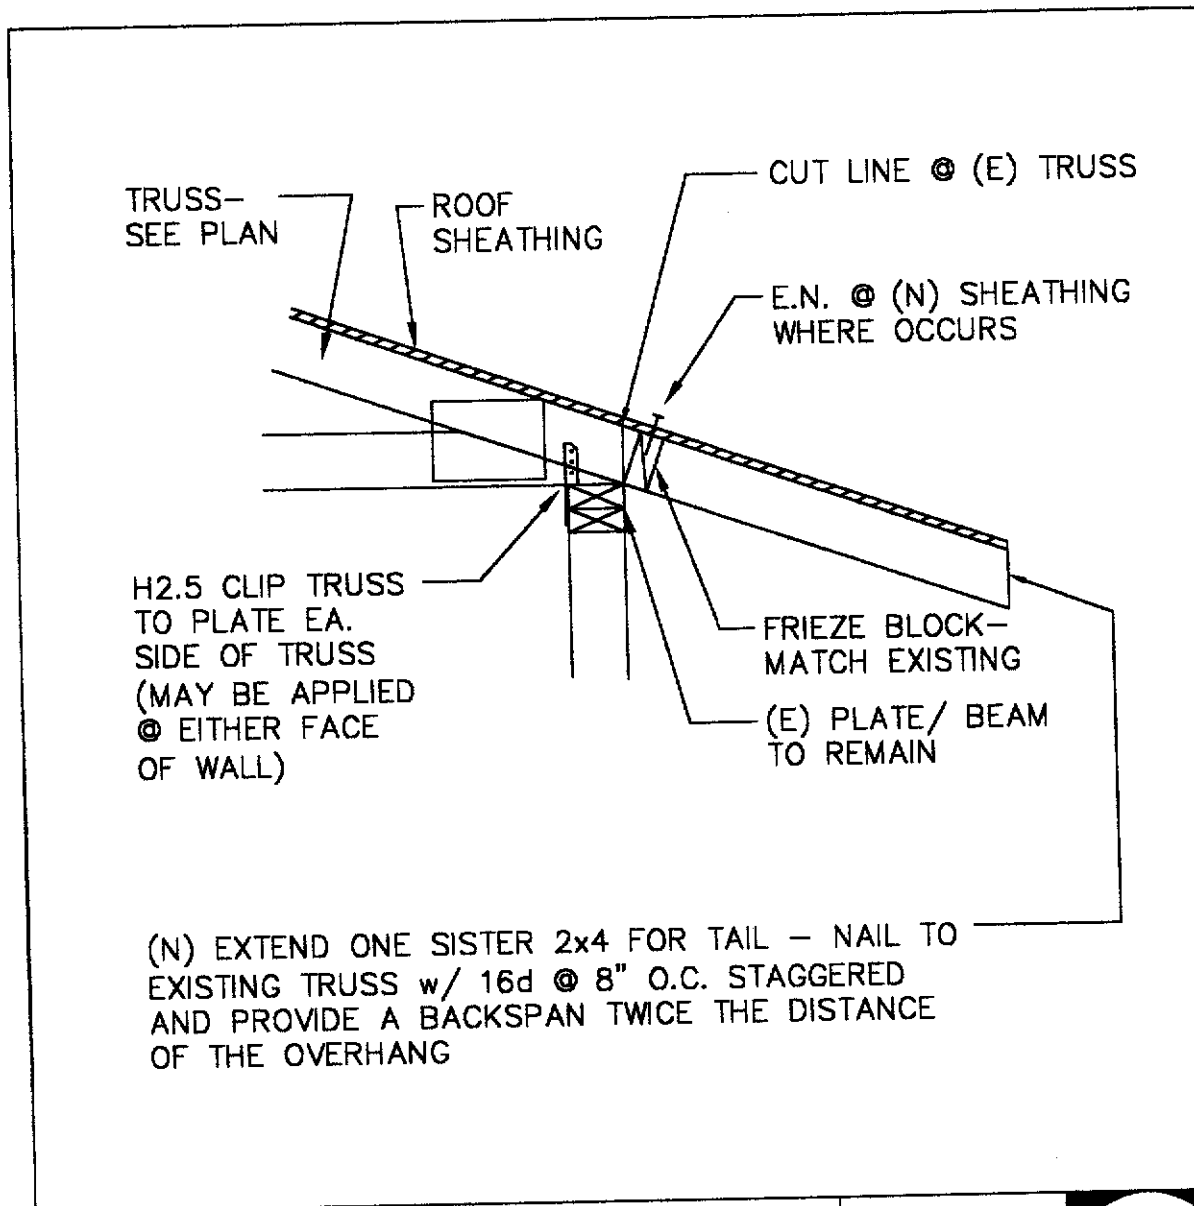 TRUSS-
SEE PLAN
ROOF
SHEATHING
CUT LINE @ (E) TRUSS
E.N. @ (N) SHEATHING
WHERE OCCURS
H2.5 CLIP TRUSS
TO PLATE EA.
SIDE OF TRUSS
(MAY BE APPLIED
@ EITHER FACE
OF WALL)
FRIEZE BLOCK-
MATCH EXISTING
(E) PLATE/ BEAM
TO REMAIN
(N) EXTEND ONE SISTER 2x4 FOR TAIL – NAIL TO
EXISTING TRUSS w/ 16d @ 8" O.C. STAGGERED
AND PROVIDE A BACKSPAN TWICE THE DISTANCE
OF THE OVERHANG